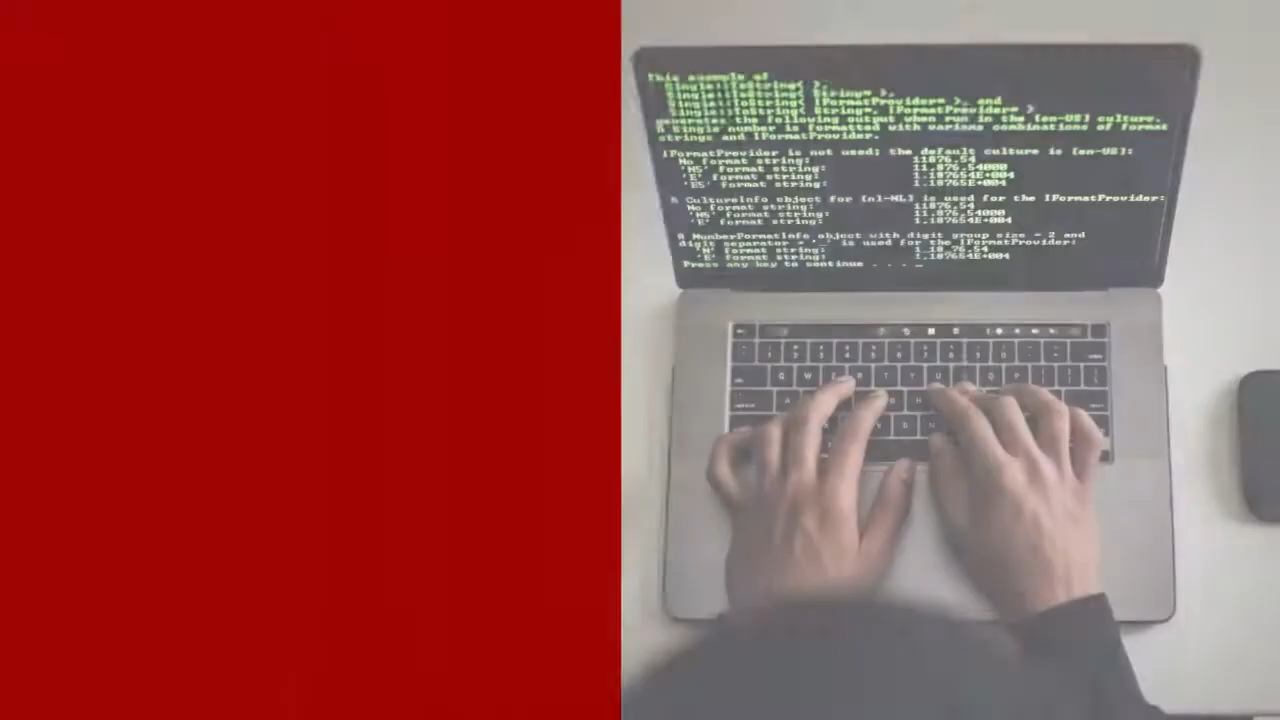 This example of
Single::ToString( ),
Single::ToString( String^ ),
Single::ToString( IFormatProvider^ ), and
Single::ToString( String^, IFormatProvider^ )
generates the following output when run in the [en-US] culture.
A Single number is formatted with various combinations of format
strings and IFormatProvider.
IFormatProvider is not used; the default culture is [en-US]:
No format string: 11876.54
'N5' format string: 11,876.54000
'E' format string: 1.187654E+004
'E5' format string: 1.18765E+004
A CultureInfo object for [nl-NL] is used for the IFormatProvider:
No format string: 11876,54
'N5' format string: 11.876,54000
'E' format string: 1,187654E+004
A NumberFormatInfo object with digit group size = 2 and
digit separator = '_' is used for the IFormatProvider:
'N' format string: 1_18_76.54
'E' format string: 1.187654E+004
Press any key to continue . . . _